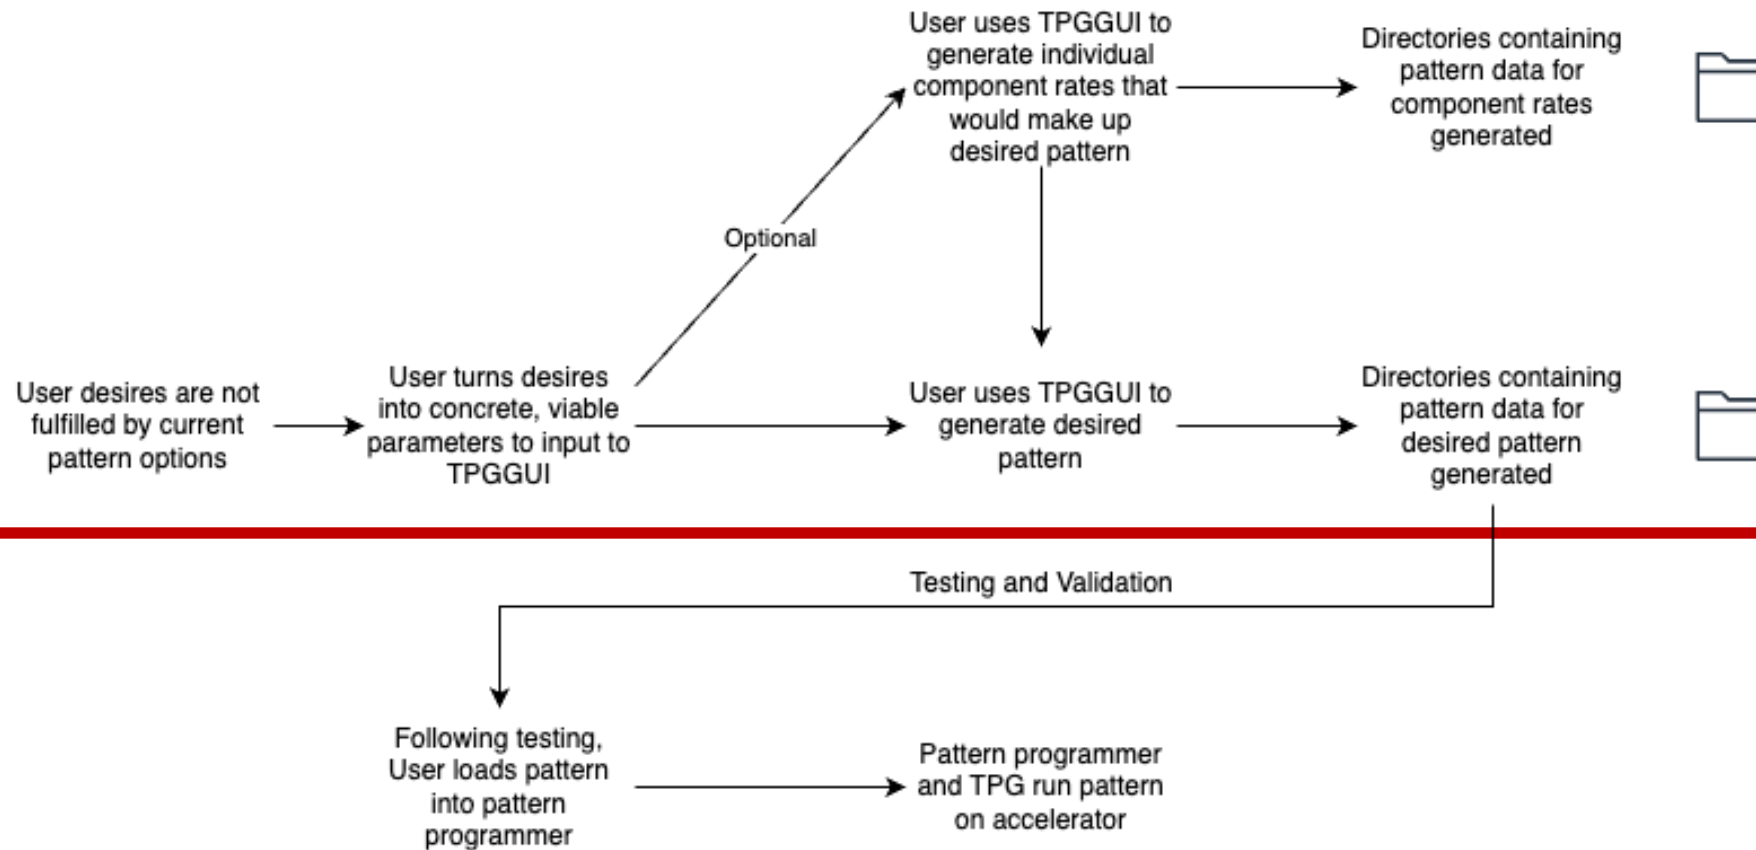 User uses TPGGUI to
generate individual
component rates that
would make up
desired pattern
Directories containing
pattern data for
component rates
generated
Optional
User desires are not
fulfilled by current
pattern options
User turns desires
into concrete, viable
parameters to input to
TPGGUI
User uses TPGGUI to
generate desired
pattern
Directories containing
pattern data for
desired pattern
generated
Testing and Validation
Following testing,
User loads pattern
into pattern
programmer
Pattern programmer
and TPG run pattern
on accelerator